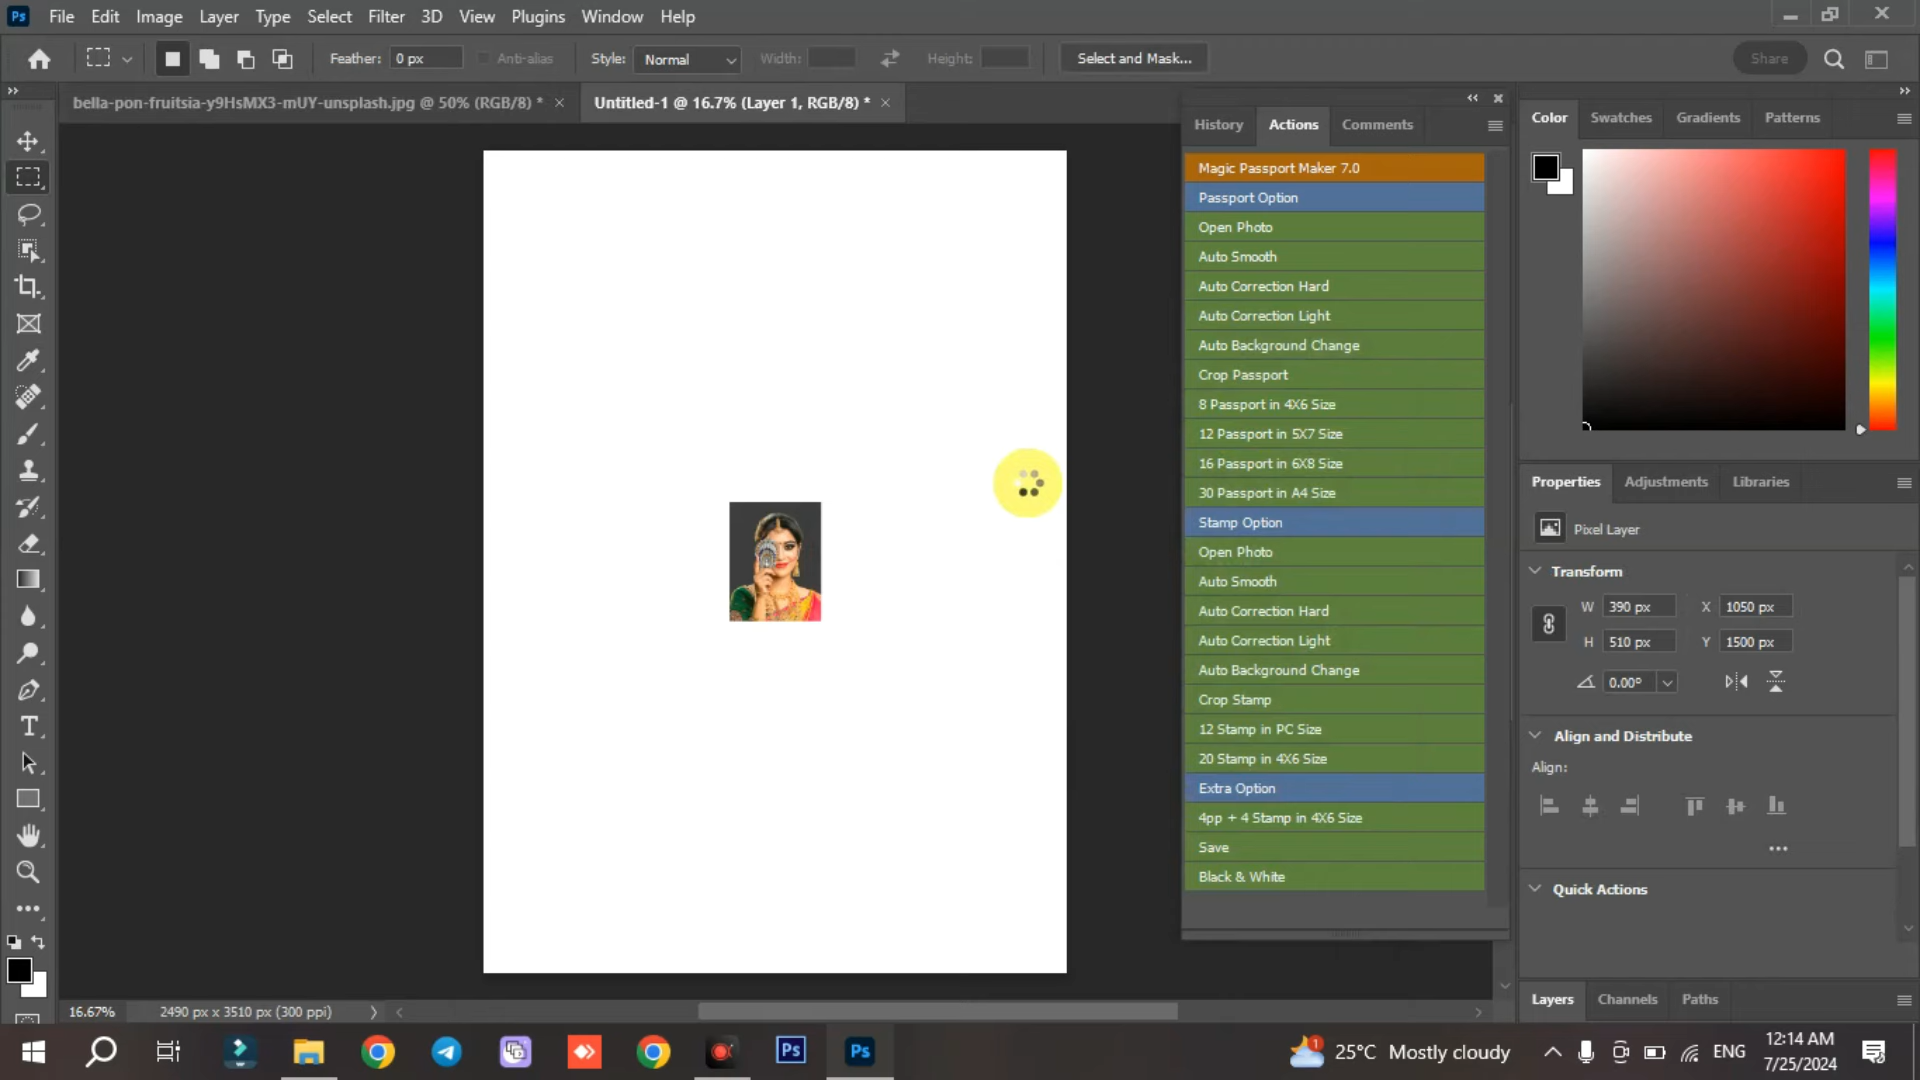 Ps File Edit Image Layer Type Select Filter 3D View Plugins Window Help
Feather: 0 px Anti-alias Style: Normal Width: Height: Select and Mask... Share
bella-pon-fruitsia-y9HsMX3-mUY-unsplash.jpg @ 50% (RGB/8) * Untitled-1 @ 16.7% (Layer 1, RGB/8) *
History Actions Comments
Magic Passport Maker 7.0
Passport Option
Open Photo
Auto Smooth
Auto Correction Hard
Auto Correction Light
Auto Background Change
Crop Passport
8 Passport in 4X6 Size
12 Passport in 5X7 Size
16 Passport in 6X8 Size
30 Passport in A4 Size
Stamp Option
Open Photo
Auto Smooth
Auto Correction Hard
Auto Correction Light
Auto Background Change
Crop Stamp
12 Stamp in PC Size
20 Stamp in 4X6 Size
Extra Option
4pp + 4 Stamp in 4X6 Size
Save
Black & White
Color Swatches Gradients Patterns
Properties Adjustments Libraries
Pixel Layer
Transform
W 390 px X 1050 px
H 510 px Y 1500 px
0.00°
Align and Distribute
Align:
Quick Actions
Layers Channels Paths
16.67% 2490 px x 3510 px (300 ppi)
Ps Ps 1 25°C Mostly cloudy ENG 12:14 AM
7/25/2024